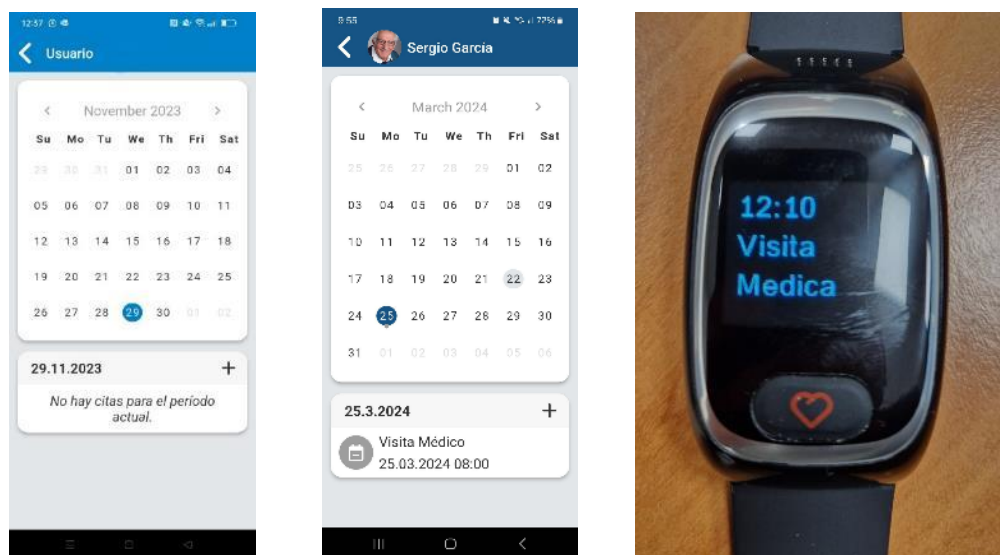 12:57
Usuario
< November 2023 >
Su Mo Tu We Th Fri Sat
29 30 31 01 02 03 04
05 06 07 08 09 10 11
12 13 14 15 16 17 18
19 20 21 22 23 24 25
26 27 28 29 30 01 02
29.11.2023 +
No hay citas para el período
actual.
9:55 72%
Sergio García
< March 2024 >
Su Mo Tu We Th Fri Sat
25 26 27 28 29 01 02
03 04 05 06 07 08 09
10 11 12 13 14 15 16
17 18 19 20 21 22 23
24 25 26 27 28 29 30
31 01 02 03 04 05 06
25.3.2024 +
Visita Médico
25.03.2024 08:00
12:10
Visita
Medica